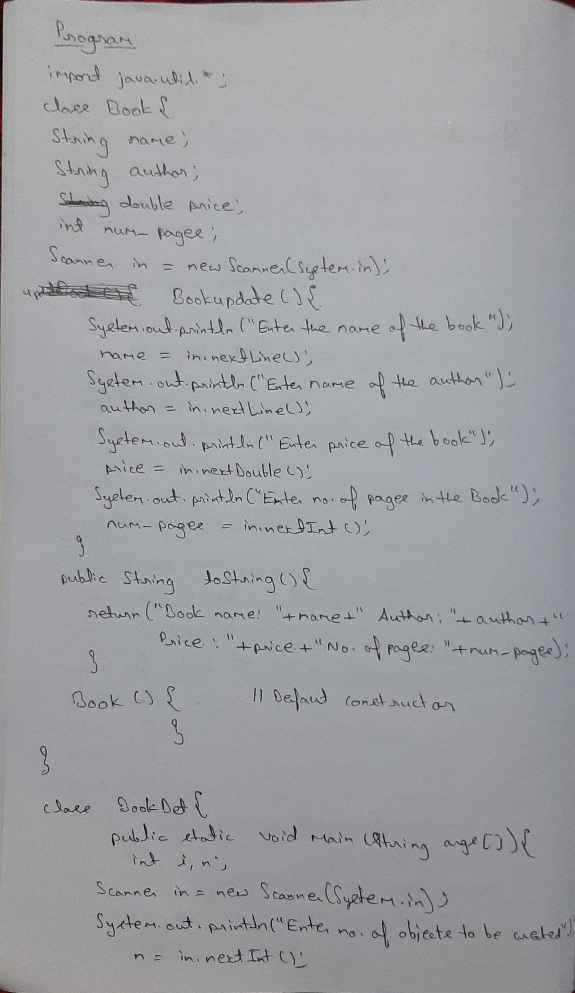 Program
import java.util.*;
class Book {
String name;
String author;
String double price;
int num_pages;
Scanner in = new Scanner(System.in);
Bookupdate () {
System.out.println ("Enter the name of the book");
name = in.nextLine();
System.out.println ("Enter name of the author");
author = in.nextLine();
System.out.println ("Enter price of the book");
price = in.nextDouble ();
System.out.println ("Enter no. of pages in the Book");
num_pages = in.nextInt ();
}
public String toString () {
return ("Book name: "+name+" Author: "+author+"
Price : "+price+"No. of pages: "+num_pages);
}
Book () { // Defaut constructor
}
}
class BookDet {
public static void main (String args []) {
int i,n;
Scanner in = new Scanner(System.in);
System.out.println("Enter no. of objects to be created");
n = in.nextInt ();